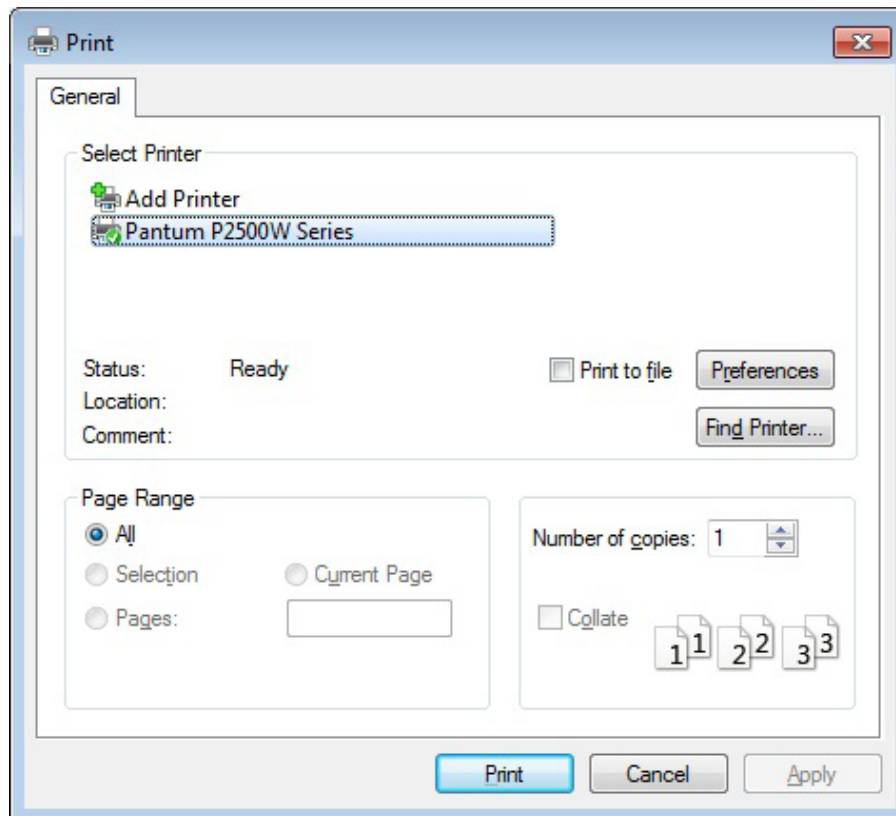 Print
General
Select Printer
Add Printer
Pantum P2500W Series
Status: Ready
Print to file
Preferences
Location:
Comment:
Find Printer...
Page Range
All
Selection
Current Page
Pages:
Number of copies: 1
Collate
1 1 2 2 3 3
Print
Cancel
Apply